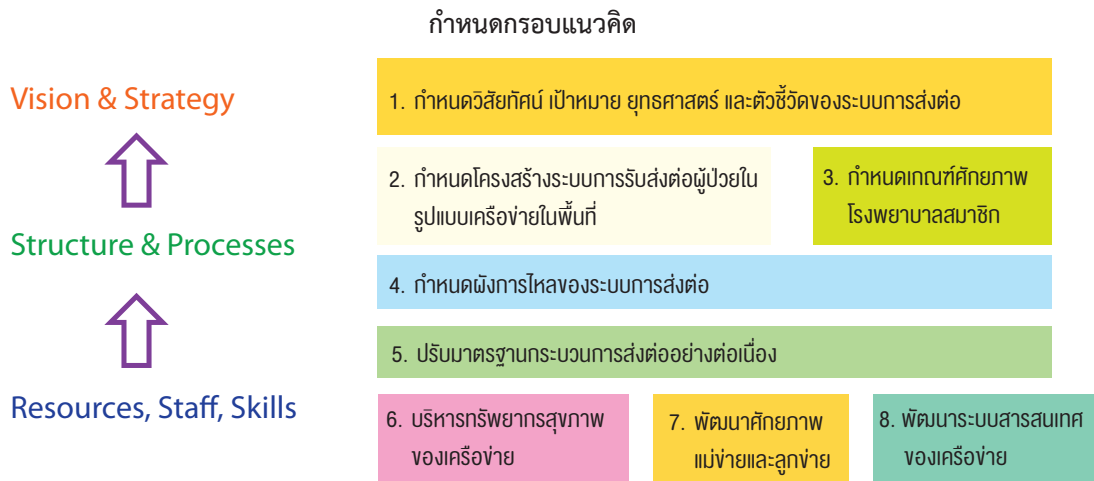 กำหนดกรอบแนวคิด
Vision & Strategy
1. กำหนดวิสัยทัศน์ เป้าหมาย ยุทธศาสตร์ และตัวชี้วัดของระบบการส่งต่อ
2. กำหนดโครงสร้างระบบการรับส่งต่อผู้ป่วยใน
รูปแบบเครือข่ายในพื้นที่
3. กำหนดเกณฑ์ศักยภาพ
โรงพยาบาลสมาชิก
Structure & Processes
4. กำหนดผังการไหลของระบบการส่งต่อ
5. ปรับมาตรฐานกระบวนการส่งต่ออย่างต่อเนื่อง
Resources, Staff, Skills
6. บริหารทรัพยากรสุขภาพ
ของเครือข่าย
7. พัฒนาศักยภาพ
แม่ข่ายและลูกข่าย
8. พัฒนาระบบสารสนเทศ
ของเครือข่าย